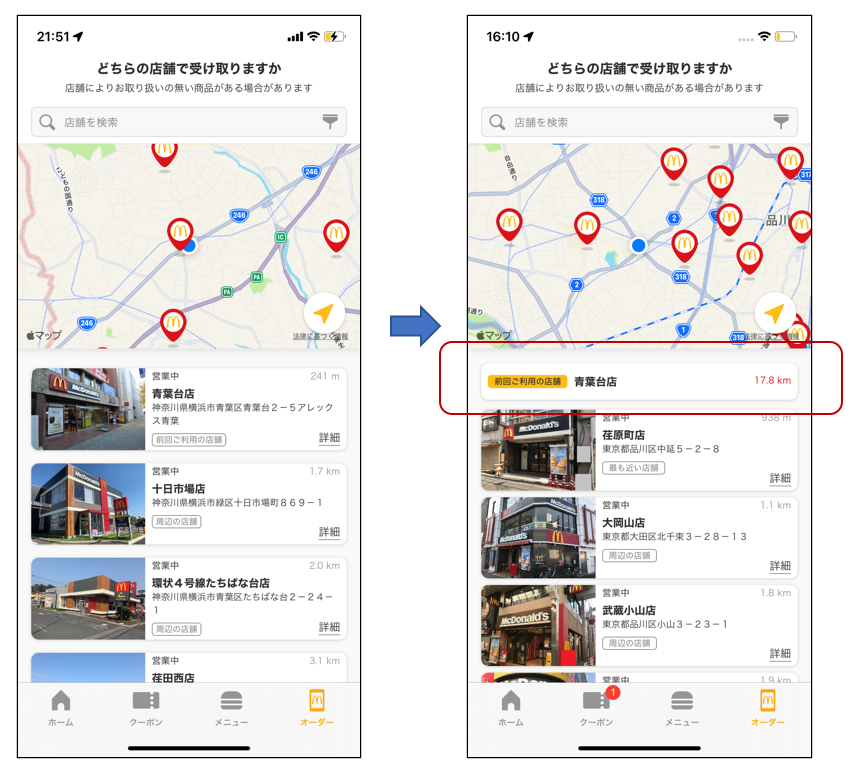 21:51
どちらの店舗で受け取りますか
店舗によりお取り扱いの無い商品がある場合があります
店舗を検索
こどもの国通り
246
246
IC
PA
PA
246
マップ
法律に基づく情報
営業中
241 m
青葉台店
神奈川県横浜市青葉区青葉台２－５アレック
ス青葉
前回ご利用の店舗
詳細
McDonald's
営業中
1.7 km
十日市場店
神奈川県横浜市緑区十日市場町８６９－１
周辺の店舗
詳細
営業中
2.0 km
環状４号線たちばな台店
神奈川県横浜市青葉区たちばな台２－２４－
１
周辺の店舗
詳細
営業中
3.1 km
荏田西店
ホーム
クーポン
メニュー
オーダー
16:10
どちらの店舗で受け取りますか
店舗によりお取り扱いの無い商品がある場合があります
店舗を検索
自由通り
317
318
2
品川
318
2
1
318
マップ
法律に基づく情報
前回ご利用の店舗
青葉台店
17.8 km
営業中
938 m
荏原町店
東京都品川区中延５－２－８
最も近い店舗
詳細
McDonald's
営業中
1.1 km
大岡山店
東京都大田区北千束３－２８－１３
周辺の店舗
詳細
McDonald's
営業中
1.8 km
武蔵小山店
東京都品川区小山３－２３－１
周辺の店舗
詳細
McDonald's
営業中
1.9 km
ホーム
1
クーポン
メニュー
オーダー